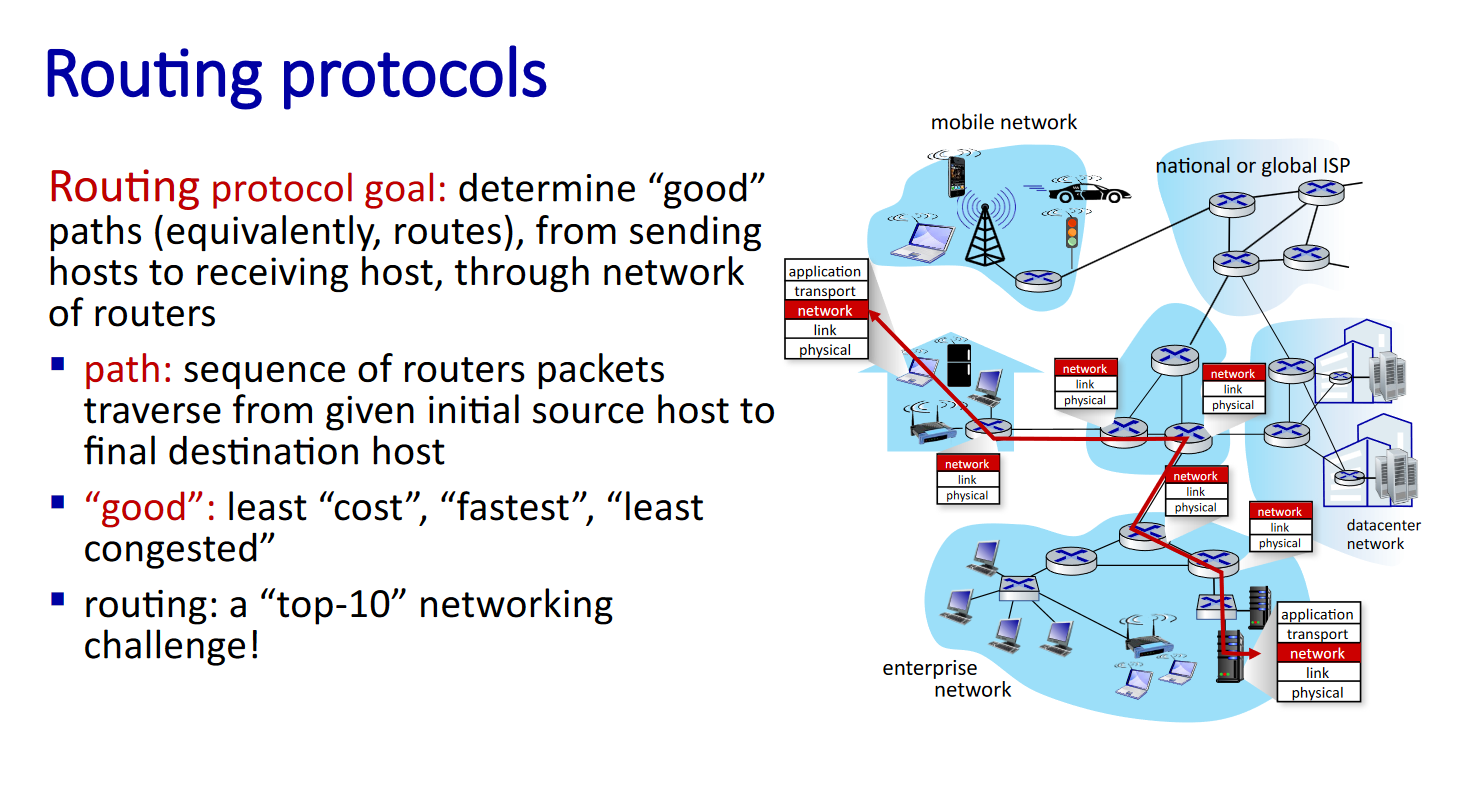 Routing protocols
Routing protocol goal: determine “good”
paths (equivalently, routes), from sending
hosts to receiving host, through network
of routers
▪ path: sequence of routers packets
traverse from given initial source host to
final destination host
▪ “good”: least “cost”, “fastest”, “least
congested”
▪ routing: a “top-10” networking
challenge!
mobile network
national or global ISP
application
transport
network
link
physical
network
link
physical
network
link
physical
network
link
physical
network
link
physical
network
link
physical
datacenter
network
application
transport
network
link
physical
enterprise
network